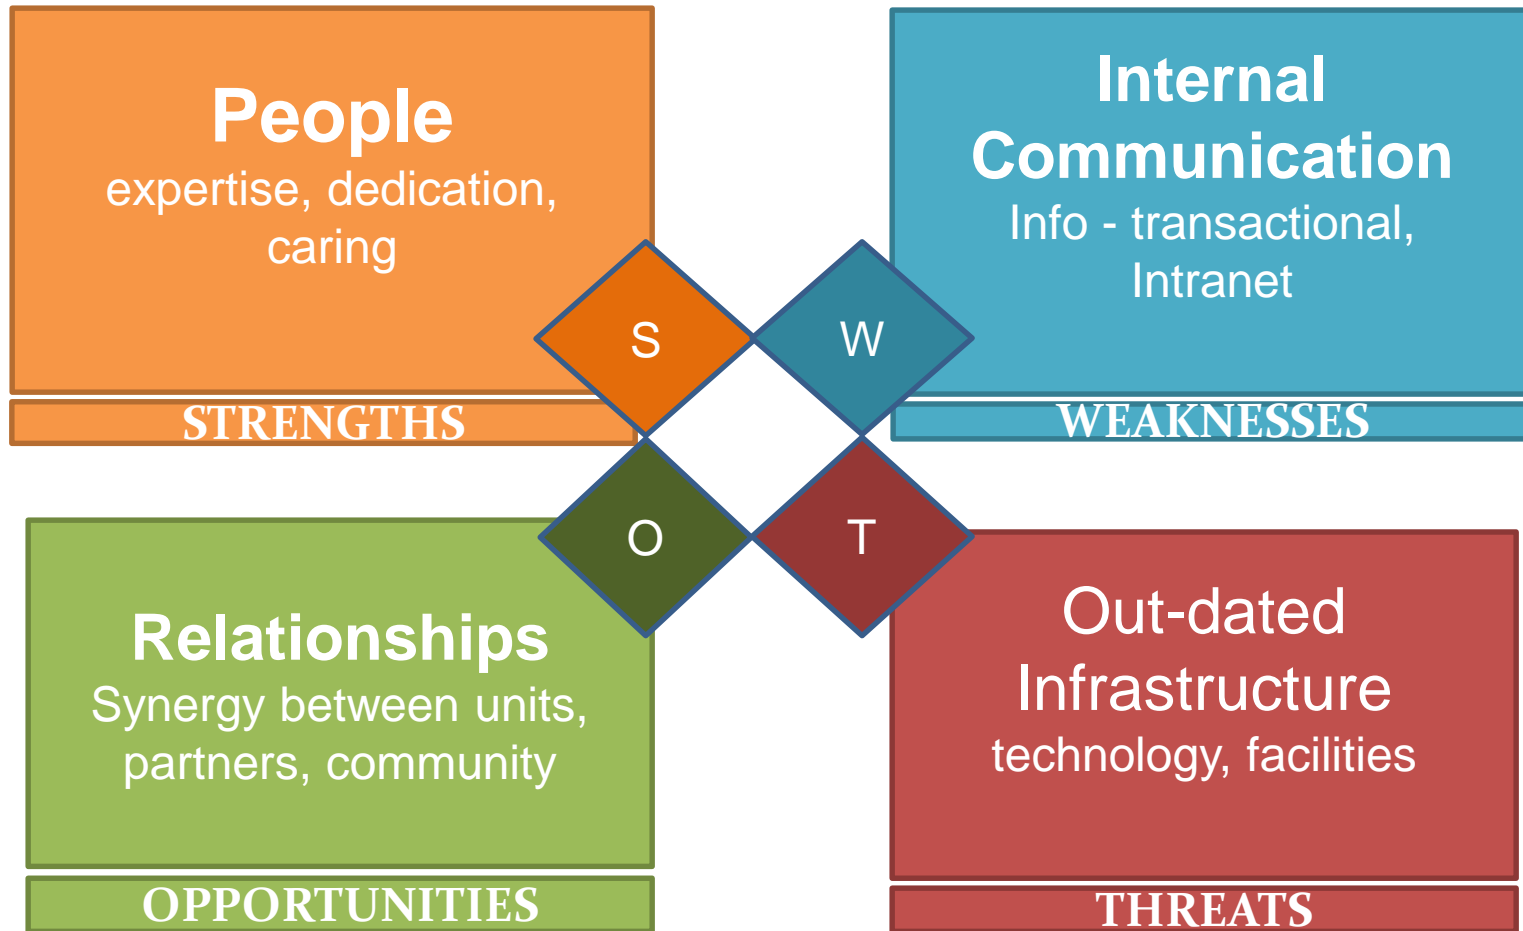 People
expertise, dedication,
caring
STRENGTHS
Internal
Communication
Info - transactional,
Intranet
WEAKNESSES
S
W
O
T
Relationships
Synergy between units,
partners, community
OPPORTUNITIES
Out-dated
Infrastructure
technology, facilities
THREATS